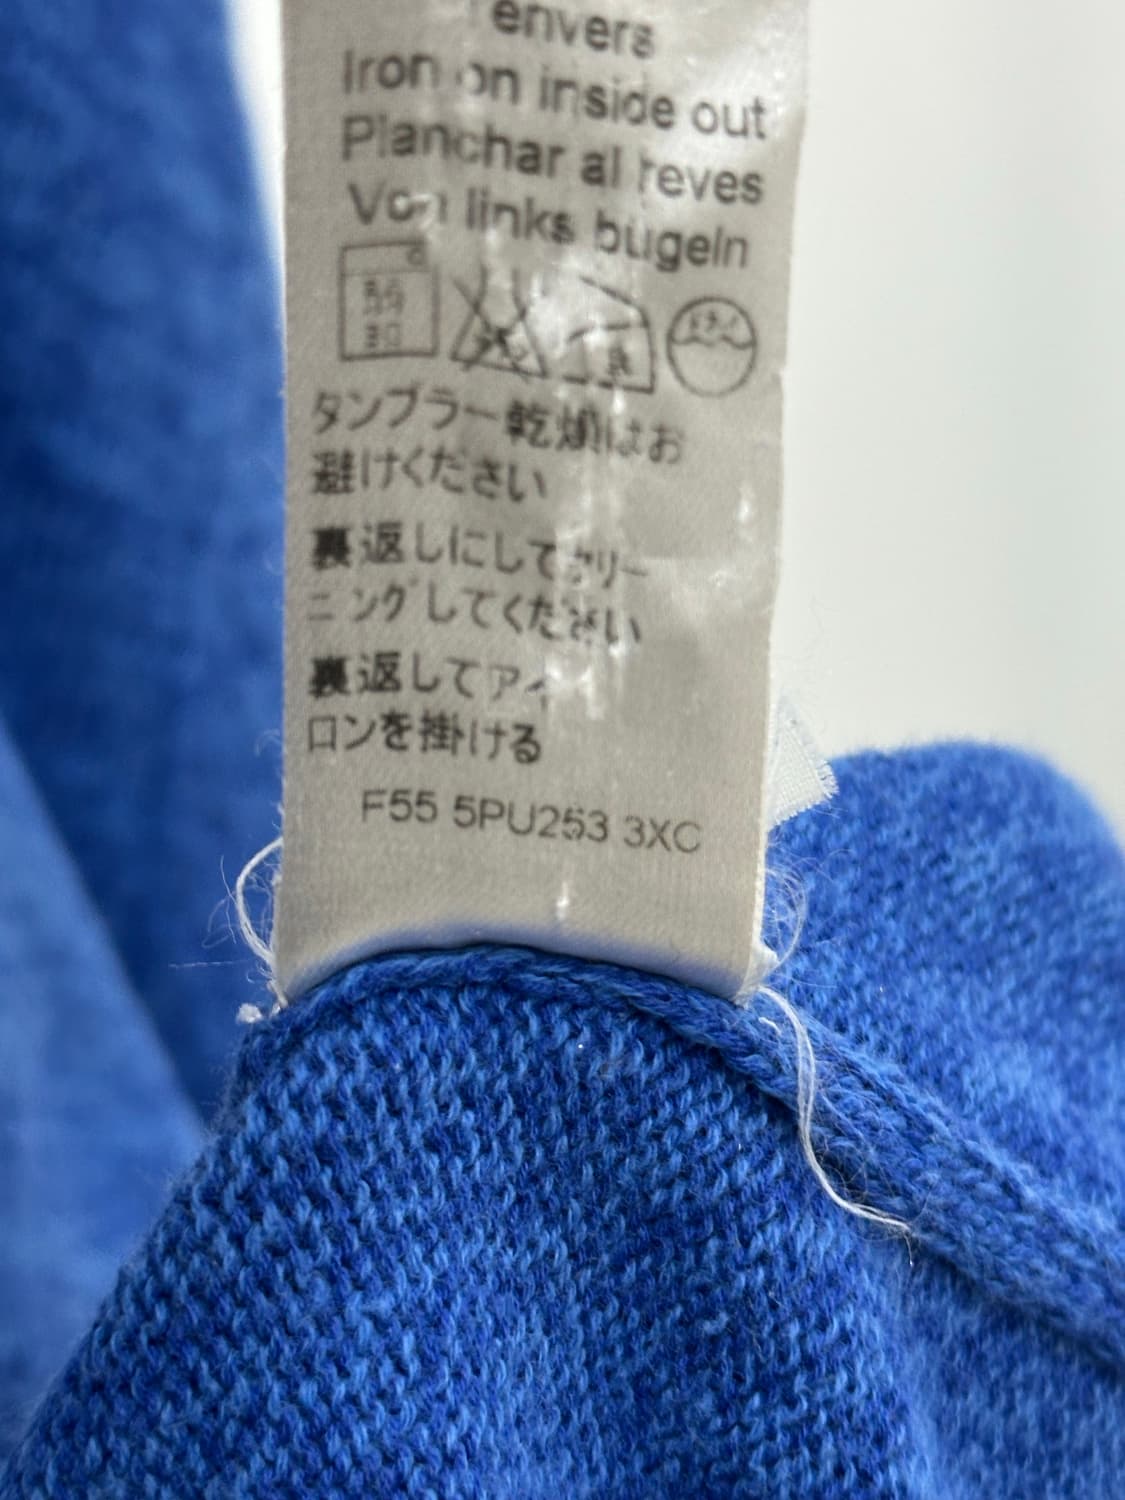 envers
Iron on inside out
Planchar al reves
Von links bugeln
タンブラー乾燥はお
避けください
裏返しにしてクリー
ニングしてください
裏返してアイ
ロンを掛ける
F55 5PU253 3XC